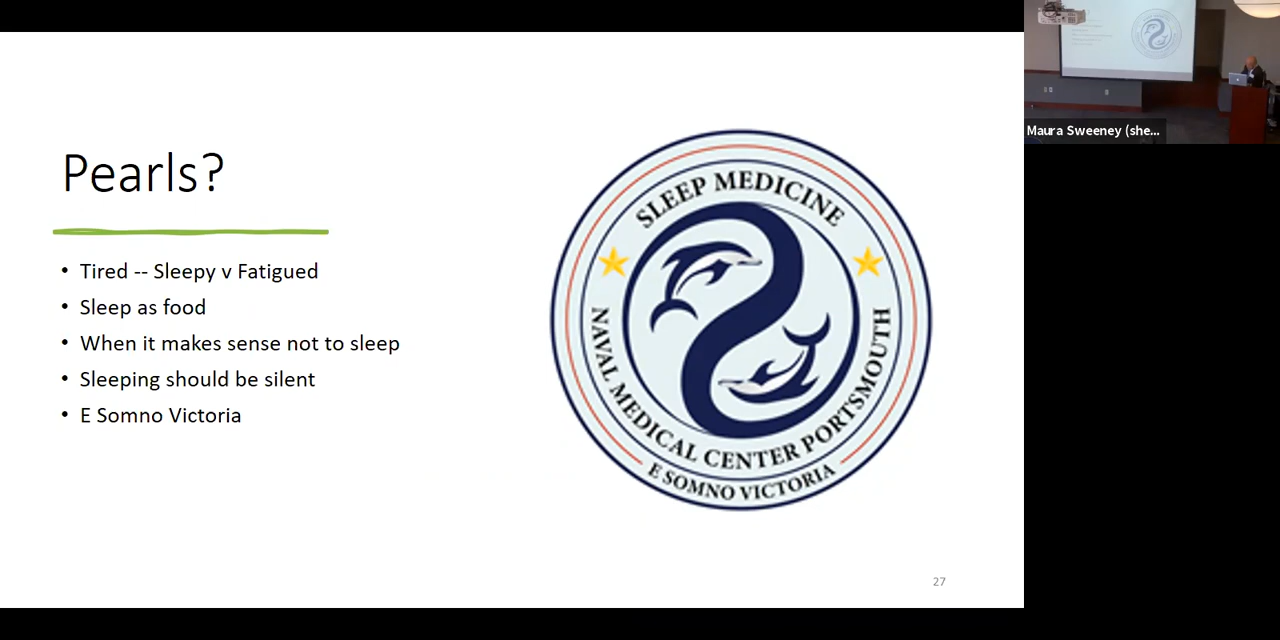 Pearls?
• Tired -- Sleepy v Fatigued
• Sleep as food
• When it makes sense not to sleep
• Sleeping should be silent
• E Somno Victoria
SLEEP MEDICINE
NAVAL MEDICAL CENTER PORTSMOUTH
E SOMNO VICTORIA
27
Maura Sweeney (she...